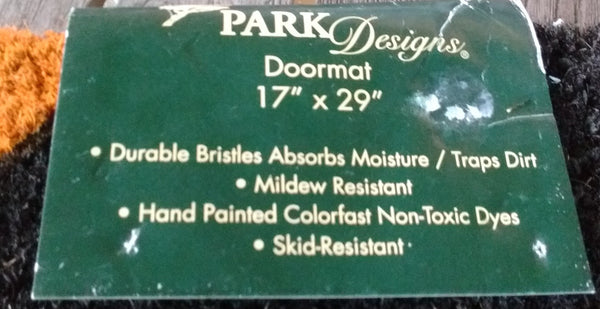 PARK Designs®
Doormat
17" x 29"
• Durable Bristles Absorbs Moisture / Traps Dirt
• Mildew Resistant
• Hand Painted Colorfast Non-Toxic Dyes
• Skid-Resistant